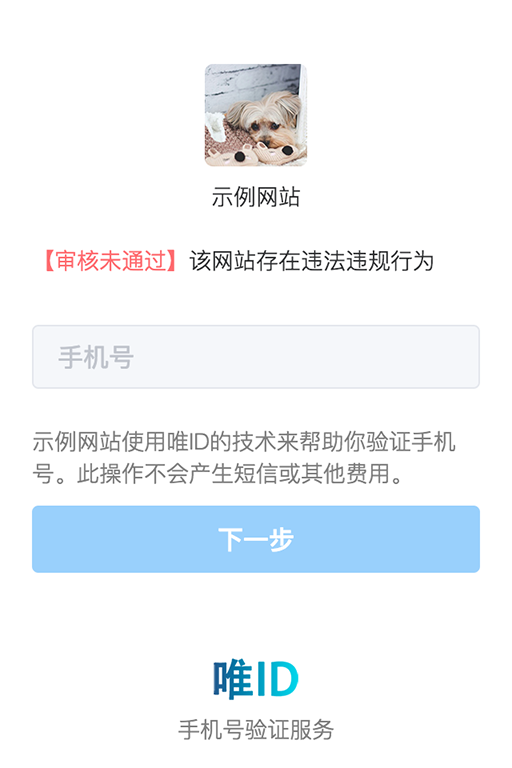 示例网站
【审核未通过】该网站存在违法违规行为
手机号
示例网站使用唯ID的技术来帮助你验证手机
号。此操作不会产生短信或其他费用。
下一步
唯ID
手机号验证服务